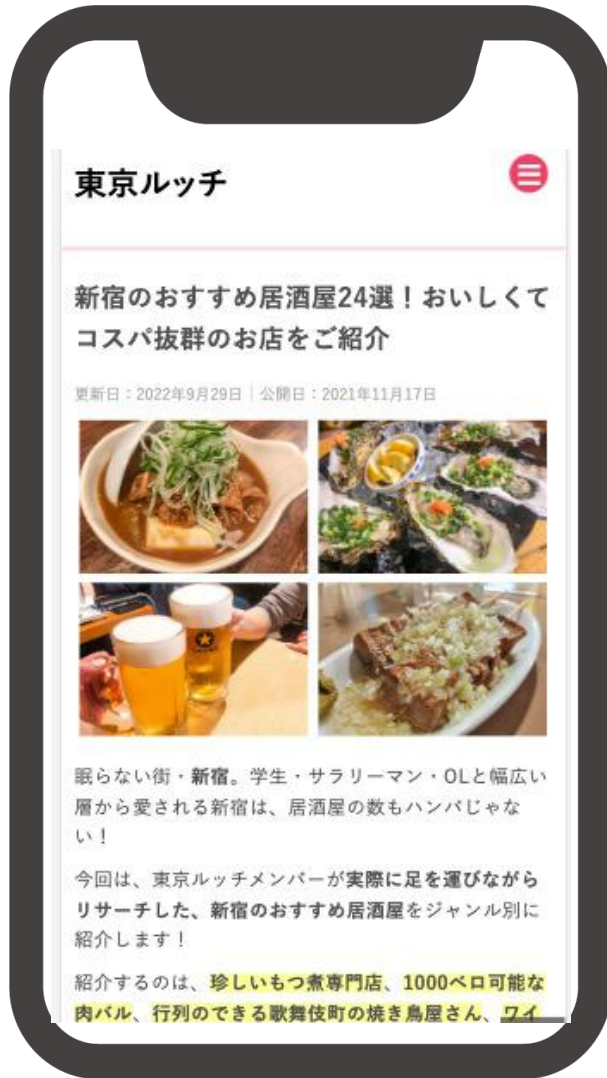 東京ルッチ
新宿のおすすめ居酒屋24選！おいしくて
コスパ抜群のお店をご紹介
更新日：2022年9月29日｜公開日：2021年11月17日
眠らない街・新宿。学生・サラリーマン・OLと幅広い
層から愛される新宿は、居酒屋の数もハンパじゃな
い！
今回は、東京ルッチメンバーが実際に足を運びながら
リサーチした、新宿のおすすめ居酒屋をジャンル別に
紹介します！
紹介するのは、珍しいもつ煮専門店、1000ベロ可能な
肉バル、行列のできる歌舞伎町の焼き鳥屋さん、ワイ